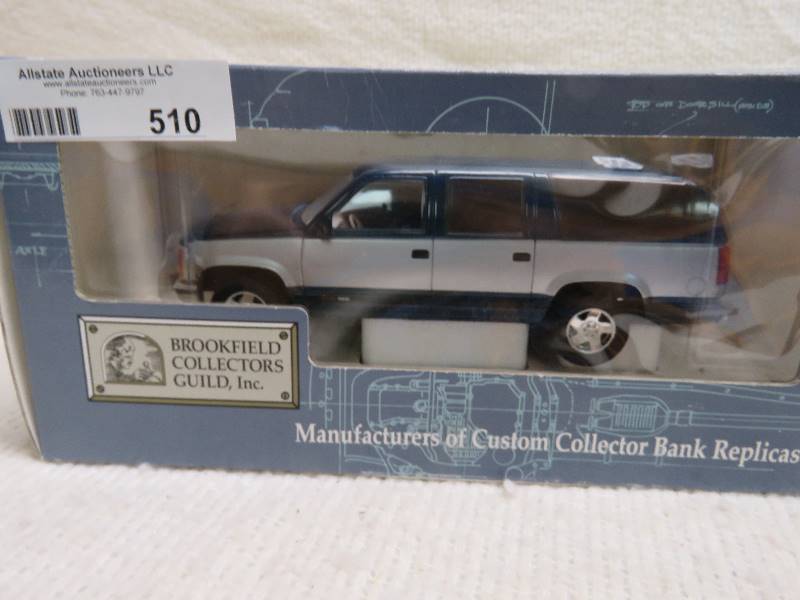 Allstate Auctioneers LLC
www.allstateauctioneers.com
Phone: 763-447-9797
510
AXLE
BROOKFIELD
COLLECTORS
GUILD, Inc.
Manufacturers of Custom Collector Bank Replicas